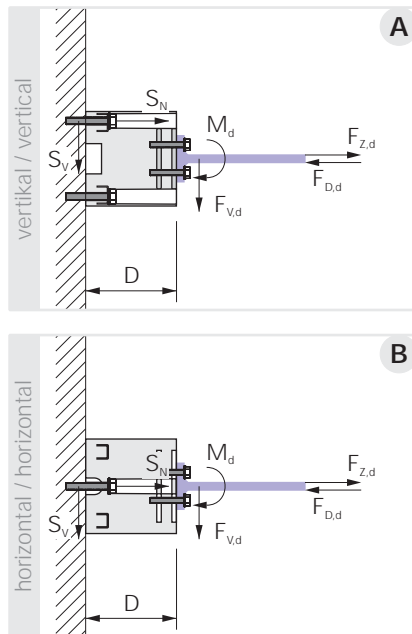 A
vertikal / vertical
S_N
M_d
F_Z,d
S_V
F_D,d
F_V,d
D
B
horizontal / horizontal
S_N
M_d
F_Z,d
F_D,d
S_V
F_V,d
D